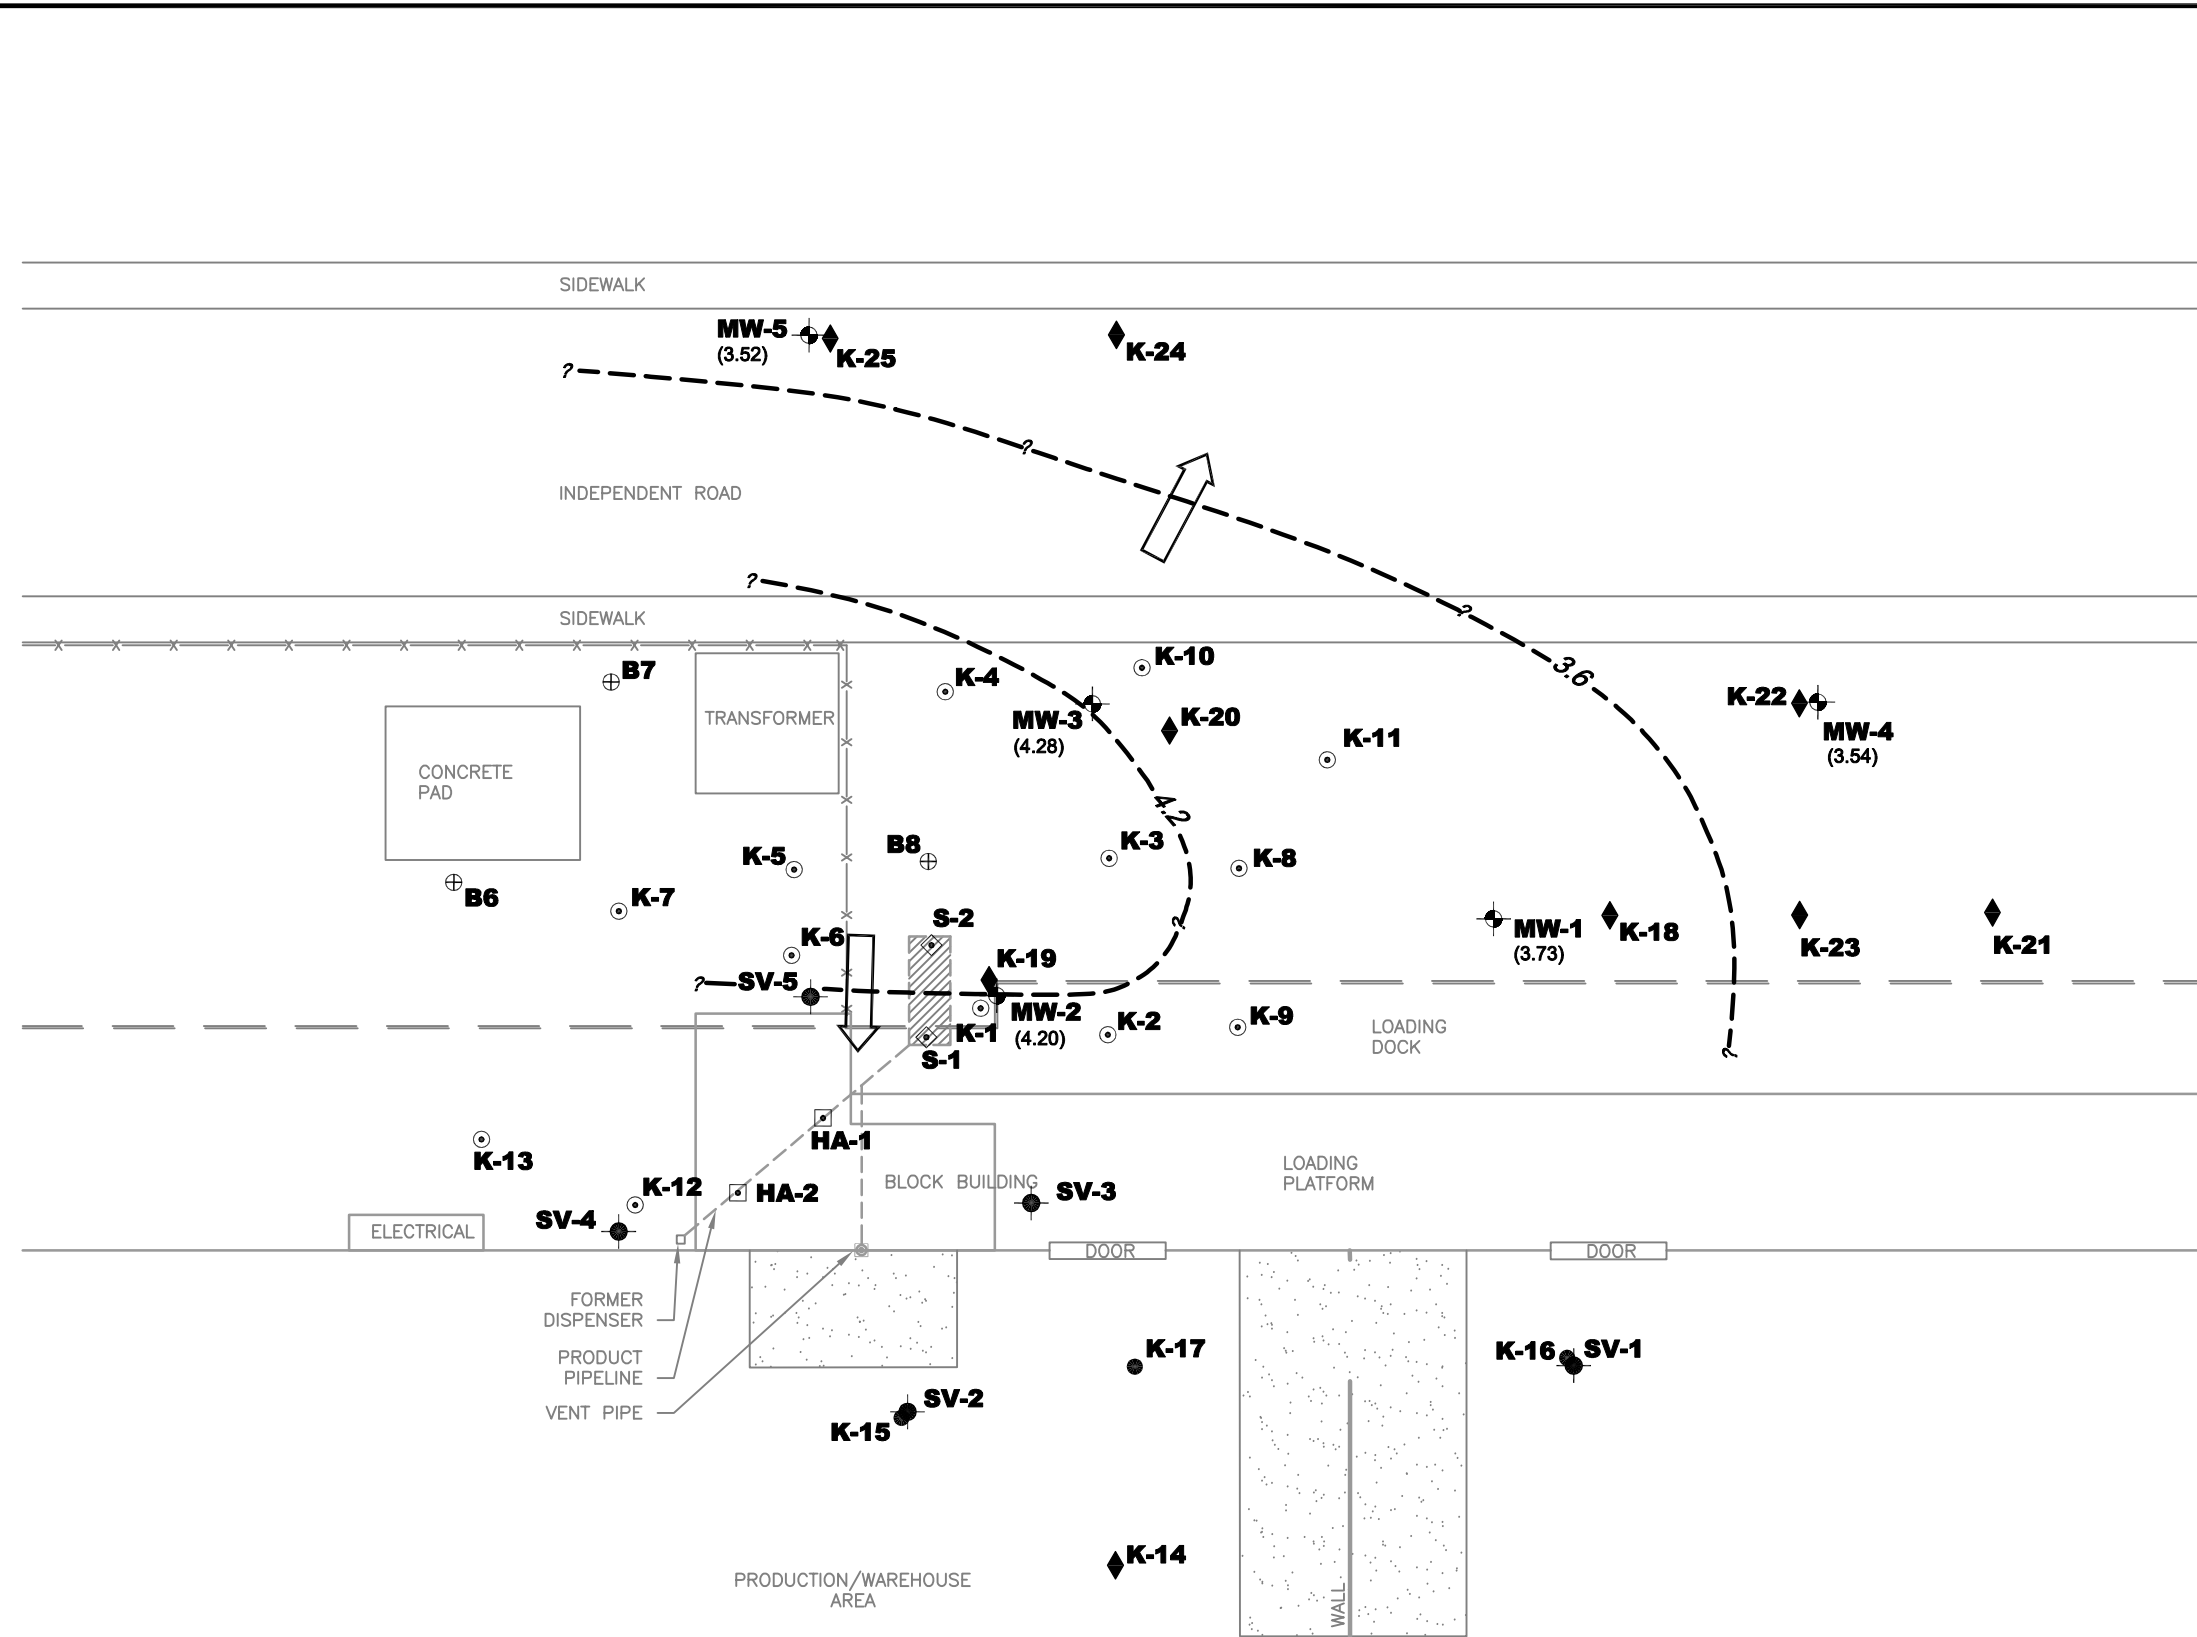 SIDEWALK
MW-5
(3.52)
K-25
K-24
?
?
INDEPENDENT ROAD
?
?
SIDEWALK
B7
K-4
K-10
3.6
TRANSFORMER
MW-3
(4.28)
K-20
K-22
MW-4
(3.54)
K-11
CONCRETE
PAD
4.2
K-5
B8
K-3
K-8
B6
K-7
S-2
?
K-6
MW-1
(3.73)
K-18
K-23
K-21
K-19
?
SV-5
MW-2
(4.20)
K-1
K-2
K-9
LOADING
DOCK
?
S-1
HA-1
K-13
K-12
HA-2
BLOCK BUILDING
SV-3
LOADING
PLATFORM
SV-4
ELECTRICAL
DOOR
DOOR
FORMER
DISPENSER
PRODUCT
PIPELINE
VENT PIPE
K-17
K-16
SV-1
SV-2
K-15
K-14
PRODUCTION/WAREHOUSE
AREA
WALL